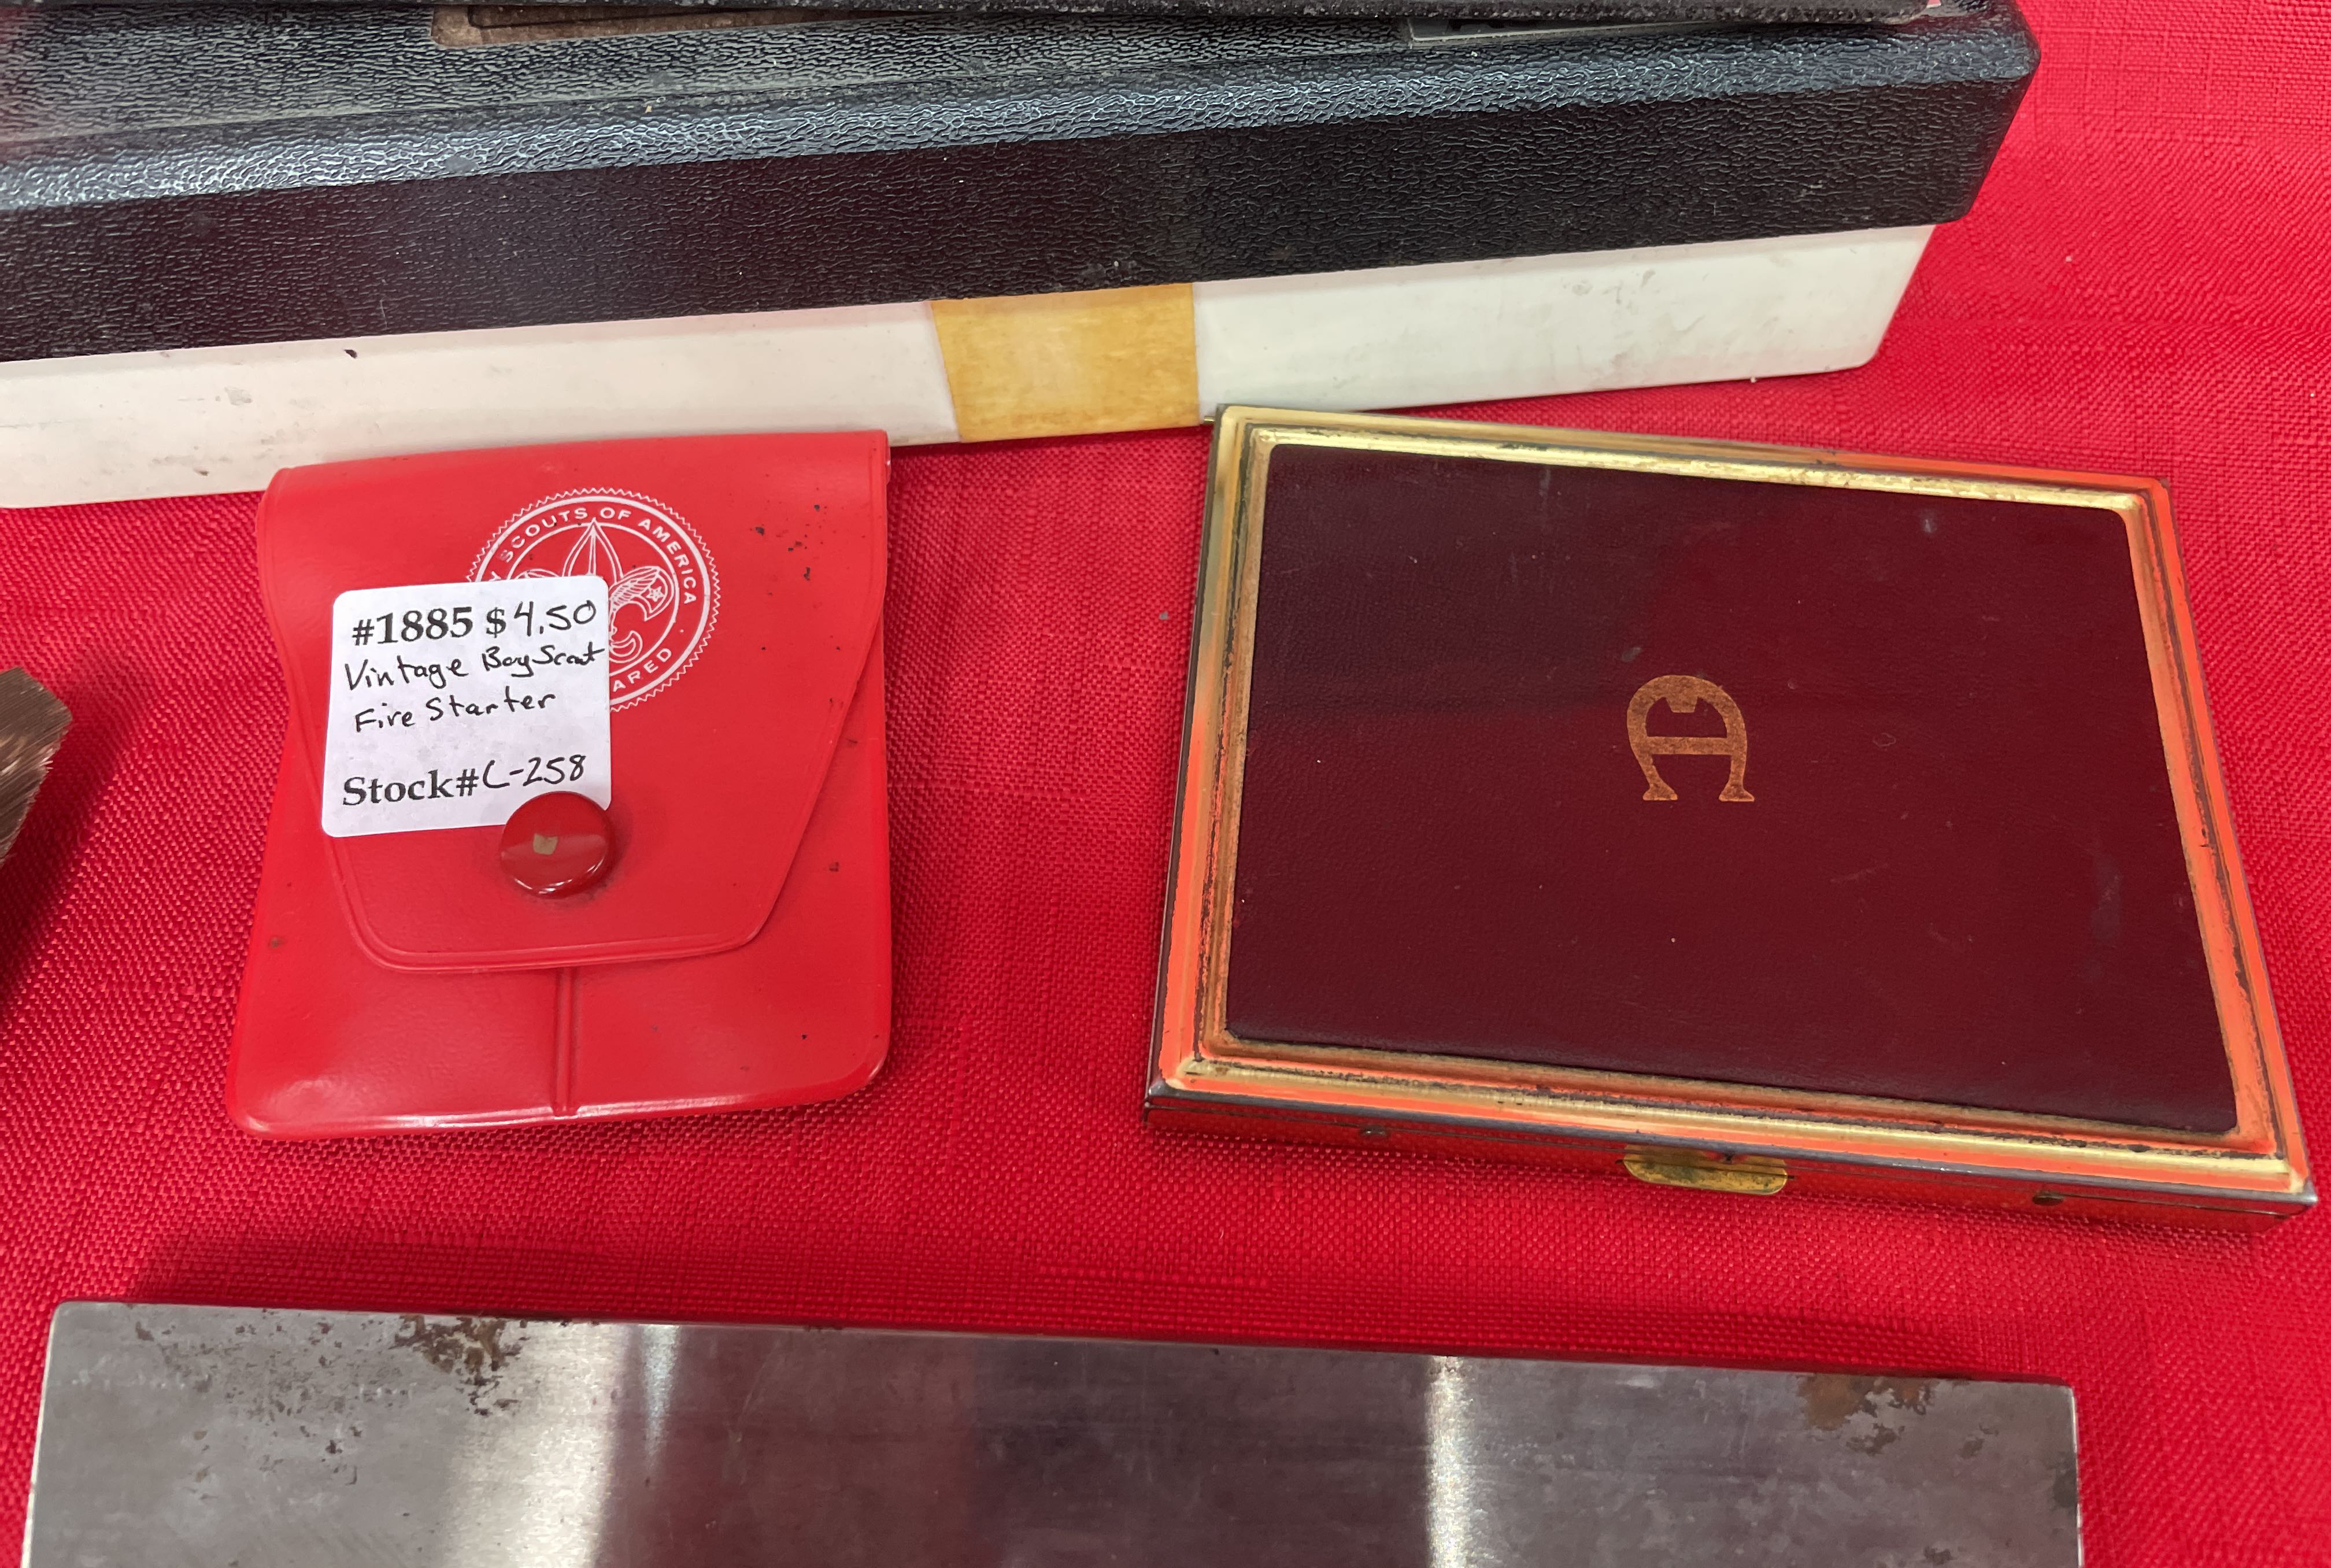 SCOUTS OF AMERICA
#1885 $4.50
Vintage Boy Scout
Fire Starter
Stock# C-258